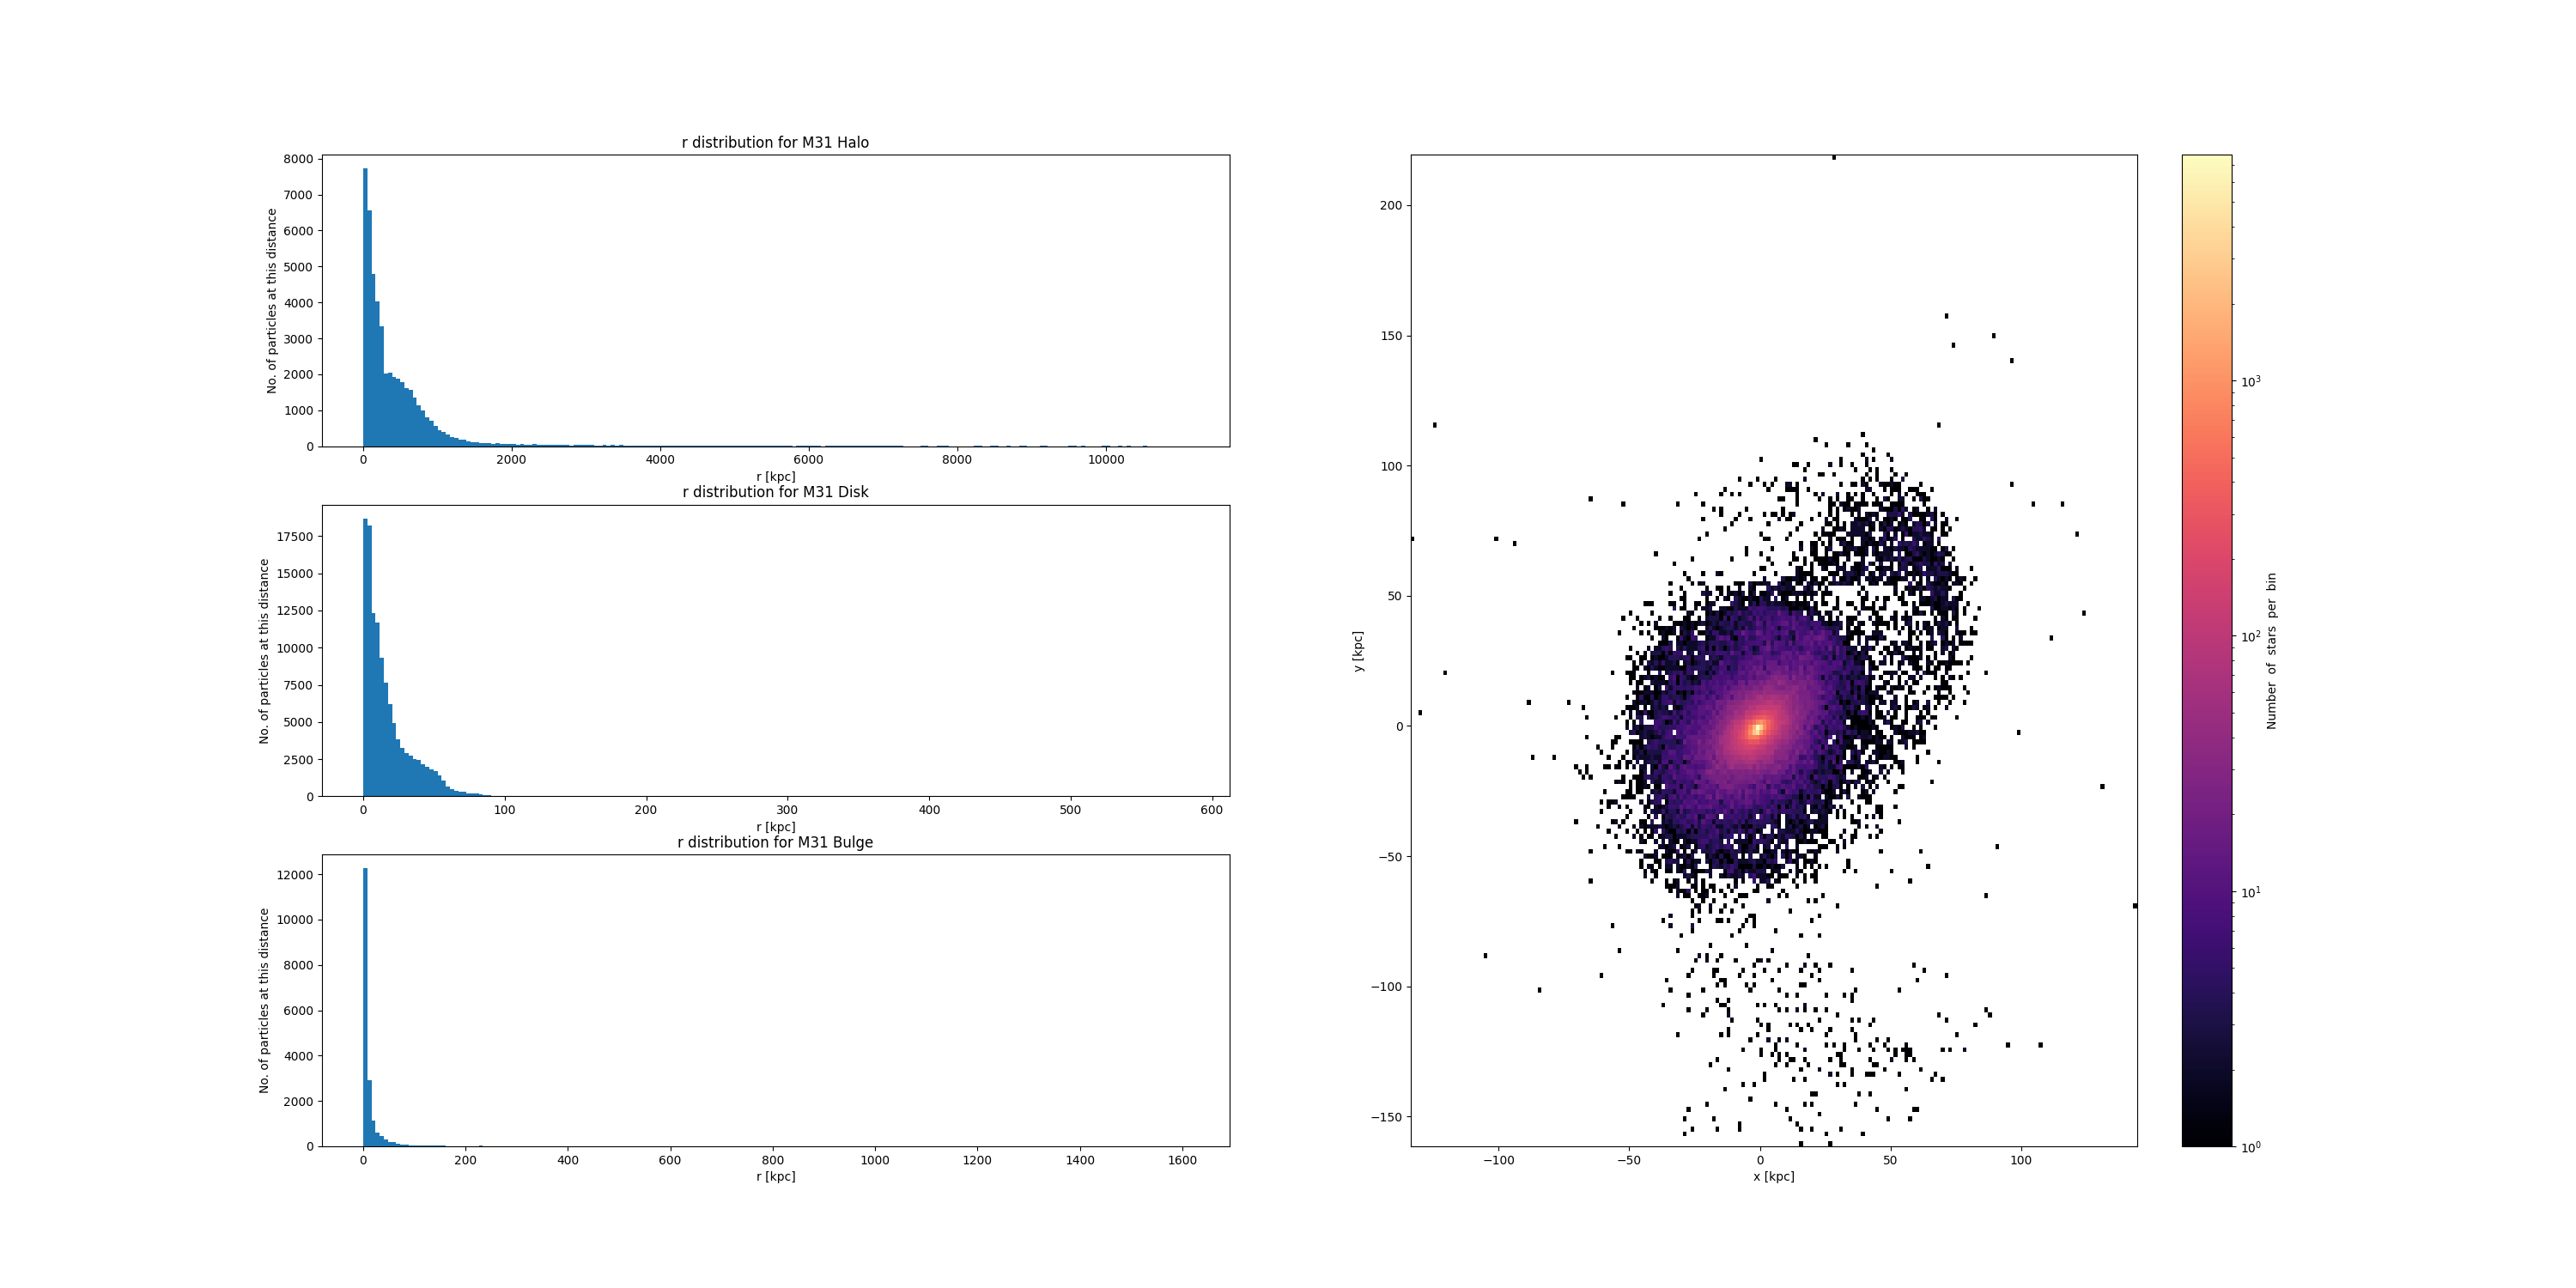 r distribution for M31 Halo
No. of particles at this distance
8000
7000
6000
5000
4000
3000
2000
1000
0
0 2000 4000 6000 8000 10000
r [kpc]
r distribution for M31 Disk
No. of particles at this distance
17500
15000
12500
10000
7500
5000
2500
0
0 100 200 300 400 500 600
r [kpc]
r distribution for M31 Bulge
No. of particles at this distance
12000
10000
8000
6000
4000
2000
0
0 200 400 600 800 1000 1200 1400 1600
r [kpc]
y [kpc]
200
150
100
50
0
−50
−100
−150
−100 −50 0 50 100
x [kpc]
10³
10²
10¹
10⁰
Number of stars per bin